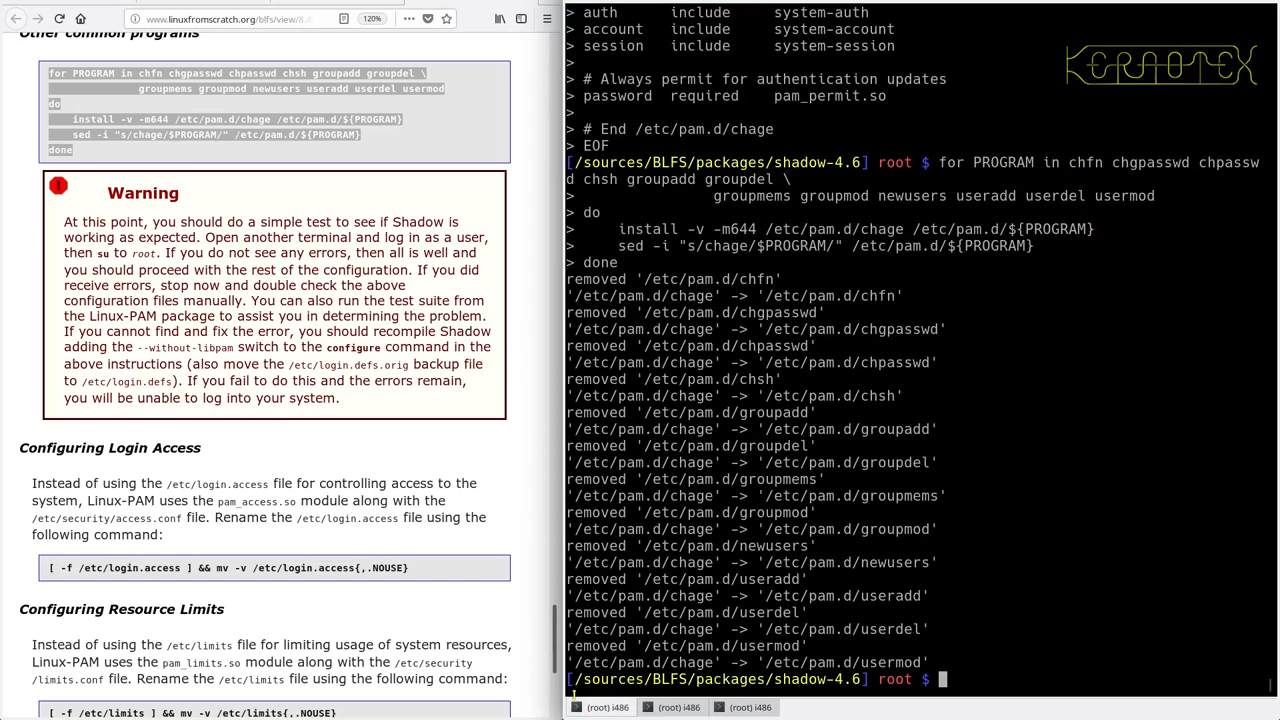 www.linuxfromscratch.org/blfs/view/8.4
120%
Other common programs
for PROGRAM in chfn chgpasswd chpasswd chsh groupadd groupdel \
groupmems groupmod newusers useradd userdel usermod
do
install -v -m644 /etc/pam.d/chage /etc/pam.d/${PROGRAM}
sed -i "s/chage/$PROGRAM/" /etc/pam.d/${PROGRAM}
done
Warning
At this point, you should do a simple test to see if Shadow is
working as expected. Open another terminal and log in as a user,
then su to root. If you do not see any errors, then all is well and
you should proceed with the rest of the configuration. If you did
receive errors, stop now and double check the above
configuration files manually. You can also run the test suite from
the Linux-PAM package to assist you in determining the problem.
If you cannot find and fix the error, you should recompile Shadow
adding the --without-libpam switch to the configure command in the
above instructions (also move the /etc/login.defs.orig backup file
to /etc/login.defs). If you fail to do this and the errors remain,
you will be unable to log into your system.
Configuring Login Access
Instead of using the /etc/login.access file for controlling access to the
system, Linux-PAM uses the pam_access.so module along with the
/etc/security/access.conf file. Rename the /etc/login.access file using the
following command:
[ -f /etc/login.access ] && mv -v /etc/login.access{,.NOUSE}
Configuring Resource Limits
Instead of using the /etc/limits file for limiting usage of system resources,
Linux-PAM uses the pam_limits.so module along with the /etc/security
/limits.conf file. Rename the /etc/limits file using the following command:
[ -f /etc/limits ] && mv -v /etc/limits{,.NOUSE}
> auth include system-auth
> account include system-account
> session include system-session
>
> # Always permit for authentication updates
> password required pam_permit.so
>
> # End /etc/pam.d/chage
> EOF
[/sources/BLFS/packages/shadow-4.6] root $ for PROGRAM in chfn chgpasswd chpassw
d chsh groupadd groupdel \
> groupmems groupmod newusers useradd userdel usermod
> do
> install -v -m644 /etc/pam.d/chage /etc/pam.d/${PROGRAM}
> sed -i "s/chage/$PROGRAM/" /etc/pam.d/${PROGRAM}
> done
removed '/etc/pam.d/chfn'
'/etc/pam.d/chage' -> '/etc/pam.d/chfn'
removed '/etc/pam.d/chgpasswd'
'/etc/pam.d/chage' -> '/etc/pam.d/chgpasswd'
removed '/etc/pam.d/chpasswd'
'/etc/pam.d/chage' -> '/etc/pam.d/chpasswd'
removed '/etc/pam.d/chsh'
'/etc/pam.d/chage' -> '/etc/pam.d/chsh'
removed '/etc/pam.d/groupadd'
'/etc/pam.d/chage' -> '/etc/pam.d/groupadd'
removed '/etc/pam.d/groupdel'
'/etc/pam.d/chage' -> '/etc/pam.d/groupdel'
removed '/etc/pam.d/groupmems'
'/etc/pam.d/chage' -> '/etc/pam.d/groupmems'
removed '/etc/pam.d/groupmod'
'/etc/pam.d/chage' -> '/etc/pam.d/groupmod'
removed '/etc/pam.d/newusers'
'/etc/pam.d/chage' -> '/etc/pam.d/newusers'
removed '/etc/pam.d/useradd'
'/etc/pam.d/chage' -> '/etc/pam.d/useradd'
removed '/etc/pam.d/userdel'
'/etc/pam.d/chage' -> '/etc/pam.d/userdel'
removed '/etc/pam.d/usermod'
'/etc/pam.d/chage' -> '/etc/pam.d/usermod'
[/sources/BLFS/packages/shadow-4.6] root $
(root) i486
(root) i486
(root) i486